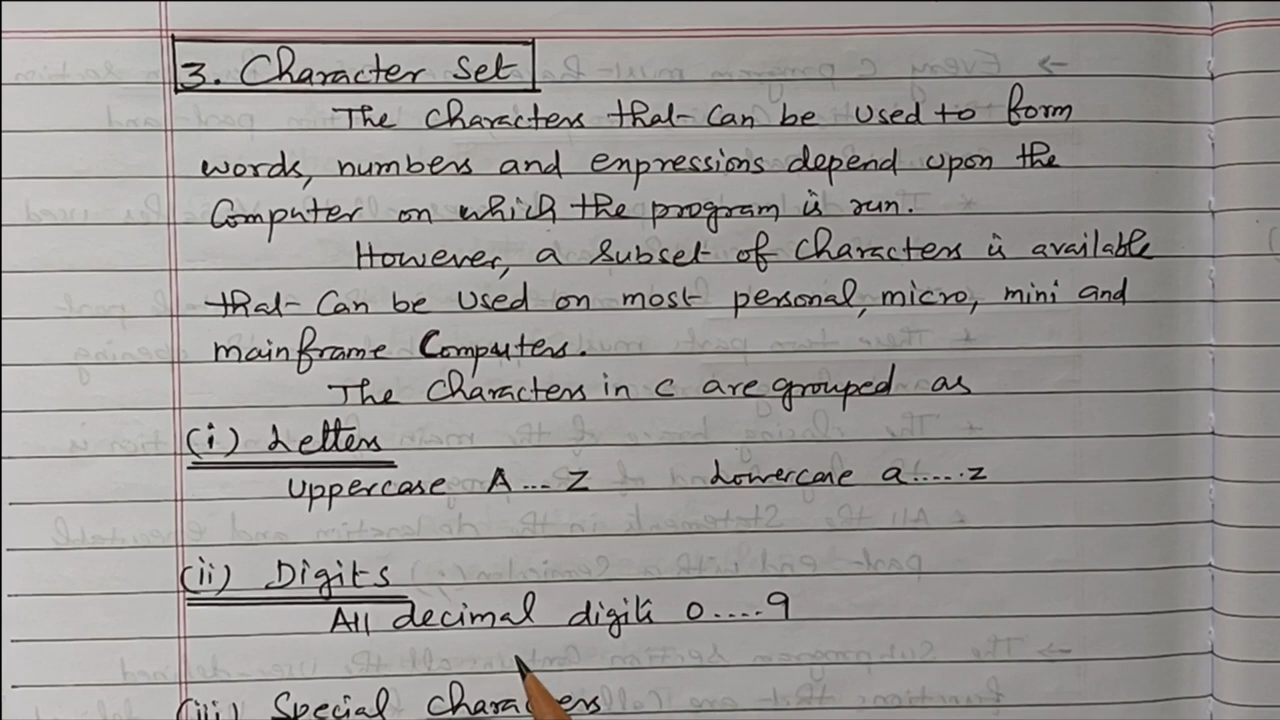 3. Character Set
The characters that can be used to form
words, numbers and expressions depend upon the
Computer on which the program is run.
However, a subset of characters is available
that can be used on most personal, micro, mini and
mainframe Computers.
The characters in C are grouped as
(i) Letters
Uppercase A...Z Lowercase a.....z
(ii) Digits
All decimal digits 0....9
(iii) Special characters